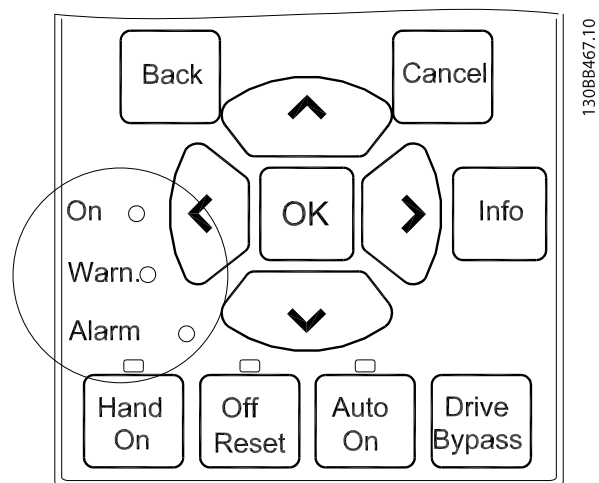 130BB467.10
Back
Cancel
OK
Info
On
Warn.
Alarm
Hand
On
Off
Reset
Auto
On
Drive
Bypass